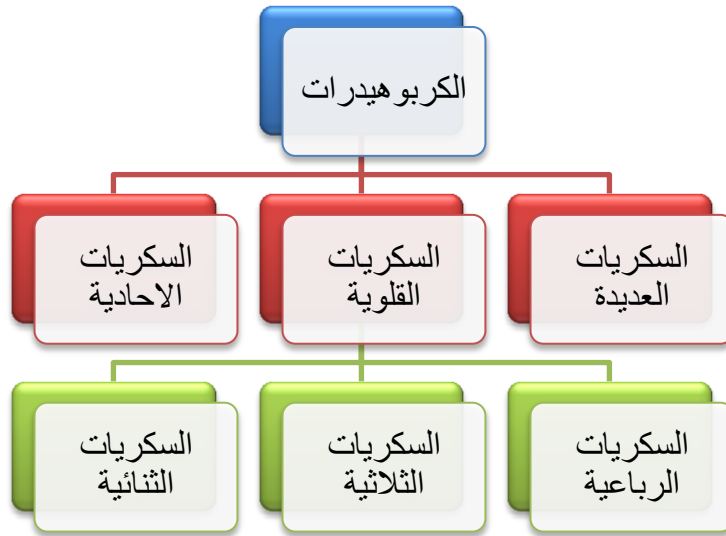 الكربوهيدرات
السكريات
العديدة
السكريات
القلوية
السكريات
الاحادية
السكريات
الرباعية
السكريات
الثلاثية
السكريات
الثنائية